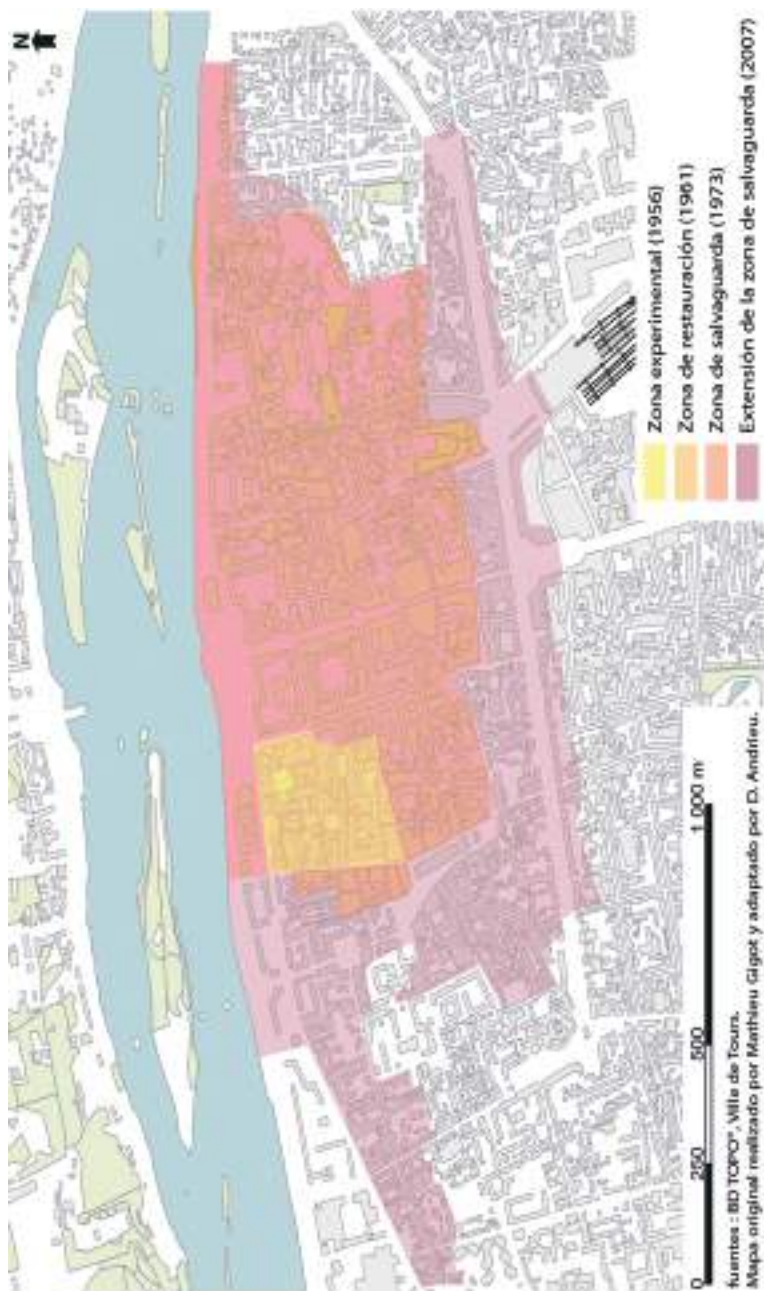 N
Zona experimental (1956)
Zona de restauración (1961)
Zona de salvaguarda (1973)
Extensión de la zona de salvaguarda (2007)
0 250 500 1 000 m
fuentes : BD TOPO®, Ville de Tours.
Mapa original realizado por Mathieu Gigot y adaptado por D. Andrieu.